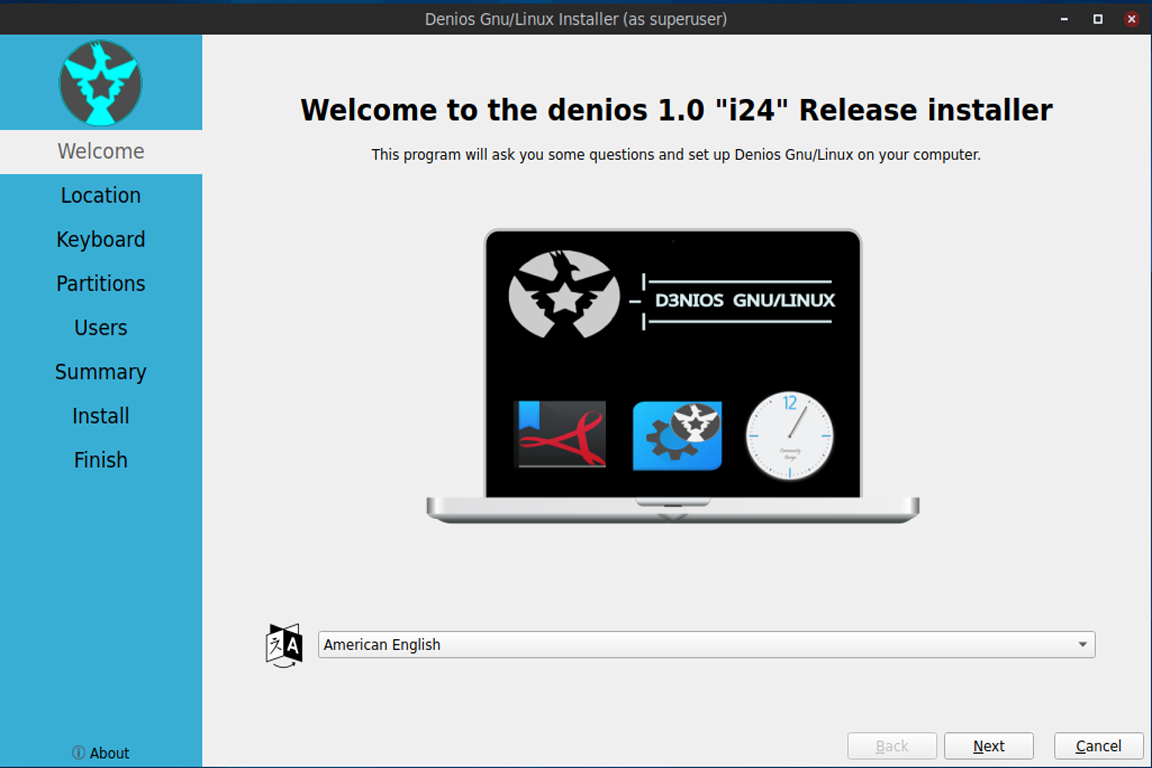 Denios Gnu/Linux Installer (as superuser)
Welcome
Location
Keyboard
Partitions
Users
Summary
Install
Finish
About
Welcome to the denios 1.0 "i24" Release installer
This program will ask you some questions and set up Denios Gnu/Linux on your computer.
D3NIOS GNU/LINUX
12
Community
Design
A
American English
Back
Next
Cancel